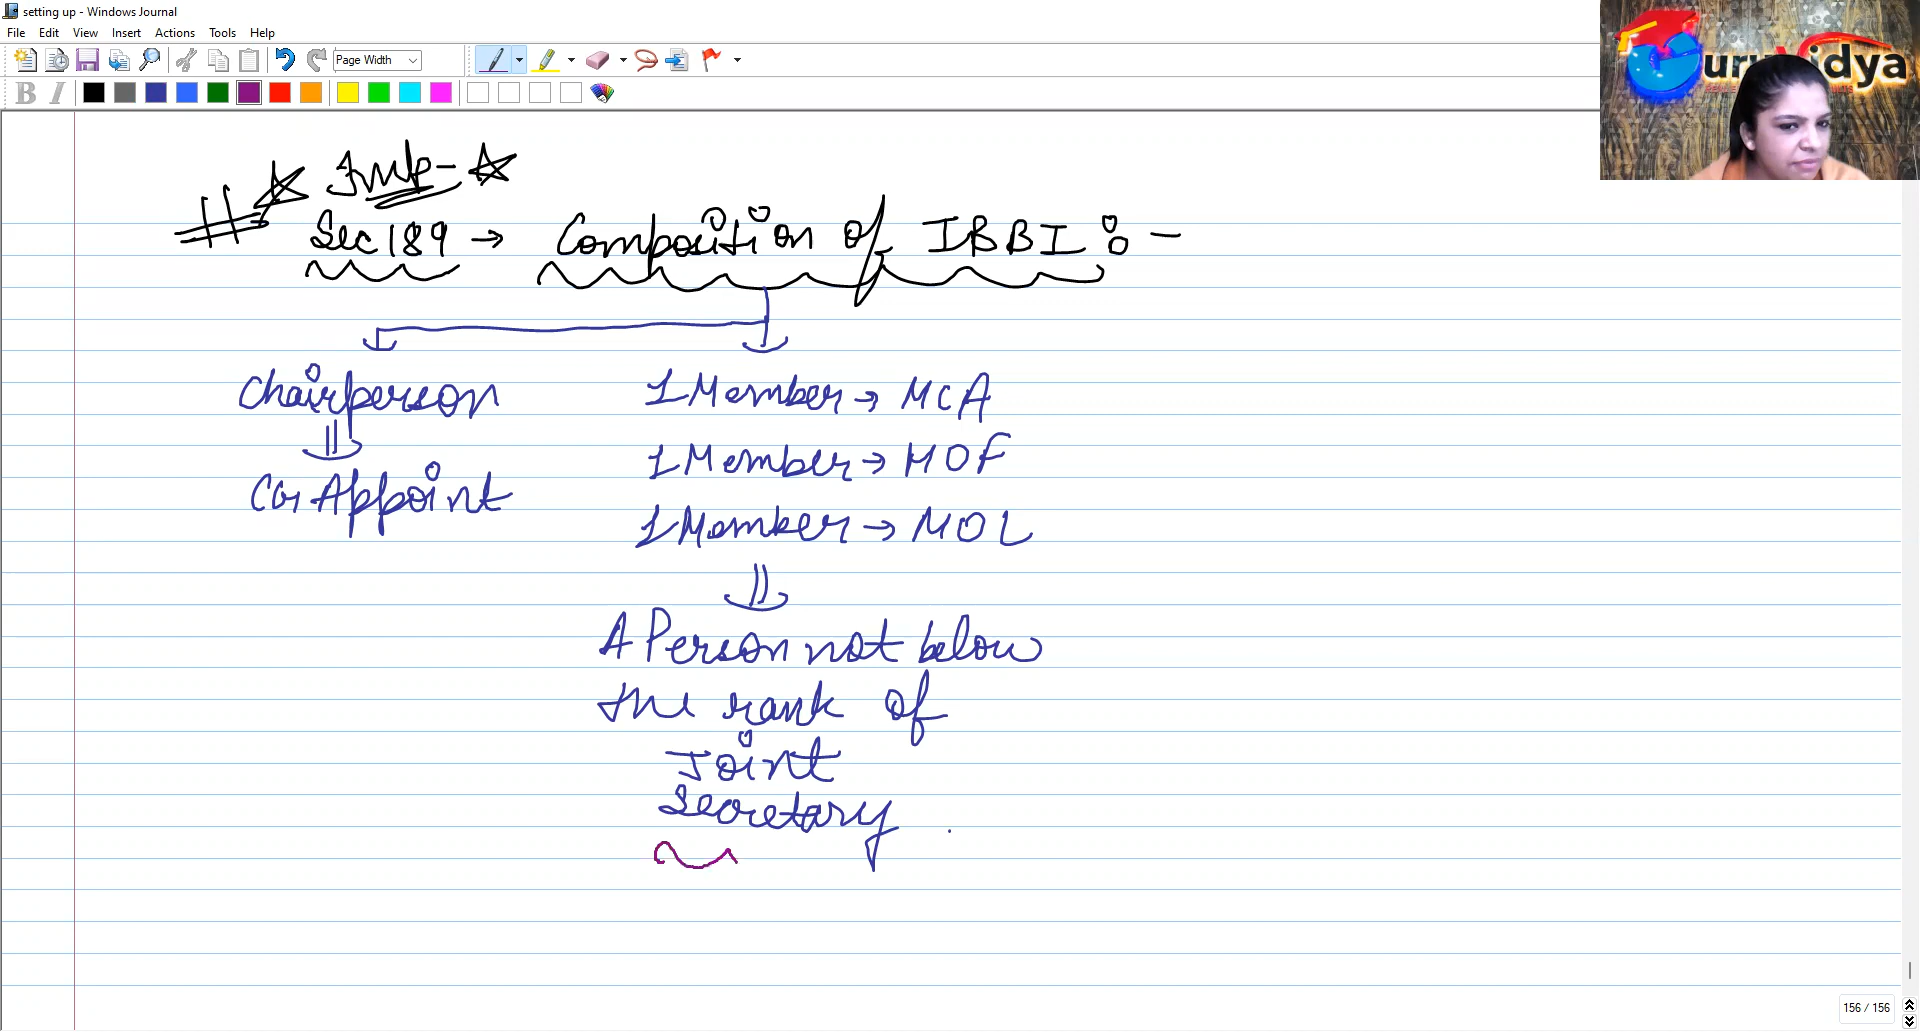 setting up - Windows Journal
File Edit View Insert Actions Tools Help
Page Width
B I
Imp-
Sec 189 → Composition of IBBI :-
Chairperson
CG Appoint
1 Member → MCA
1 Member → MOF
1 Member → MOL
A Person not below
the rank of
Joint
Secretary
156 / 156